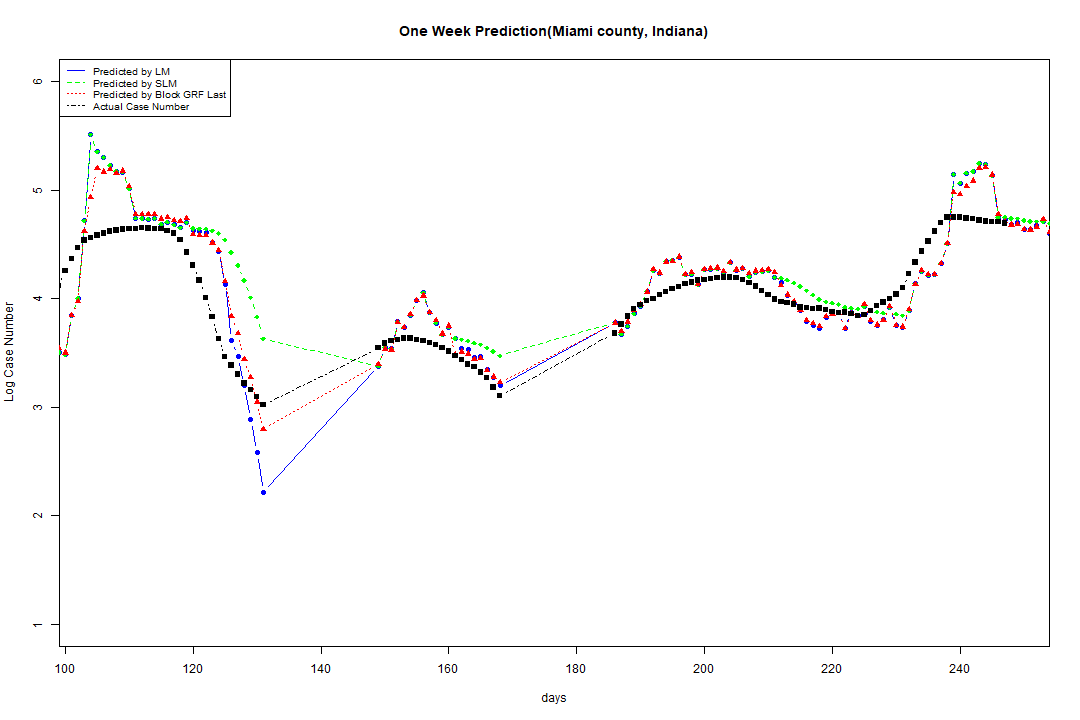 One Week Prediction(Miami county, Indiana)
Predicted by LM
Predicted by SLM
Predicted by Block GRF Last
Actual Case Number
Log Case Number
6
5
4
3
2
1
100 120 140 160 180 200 220 240
days